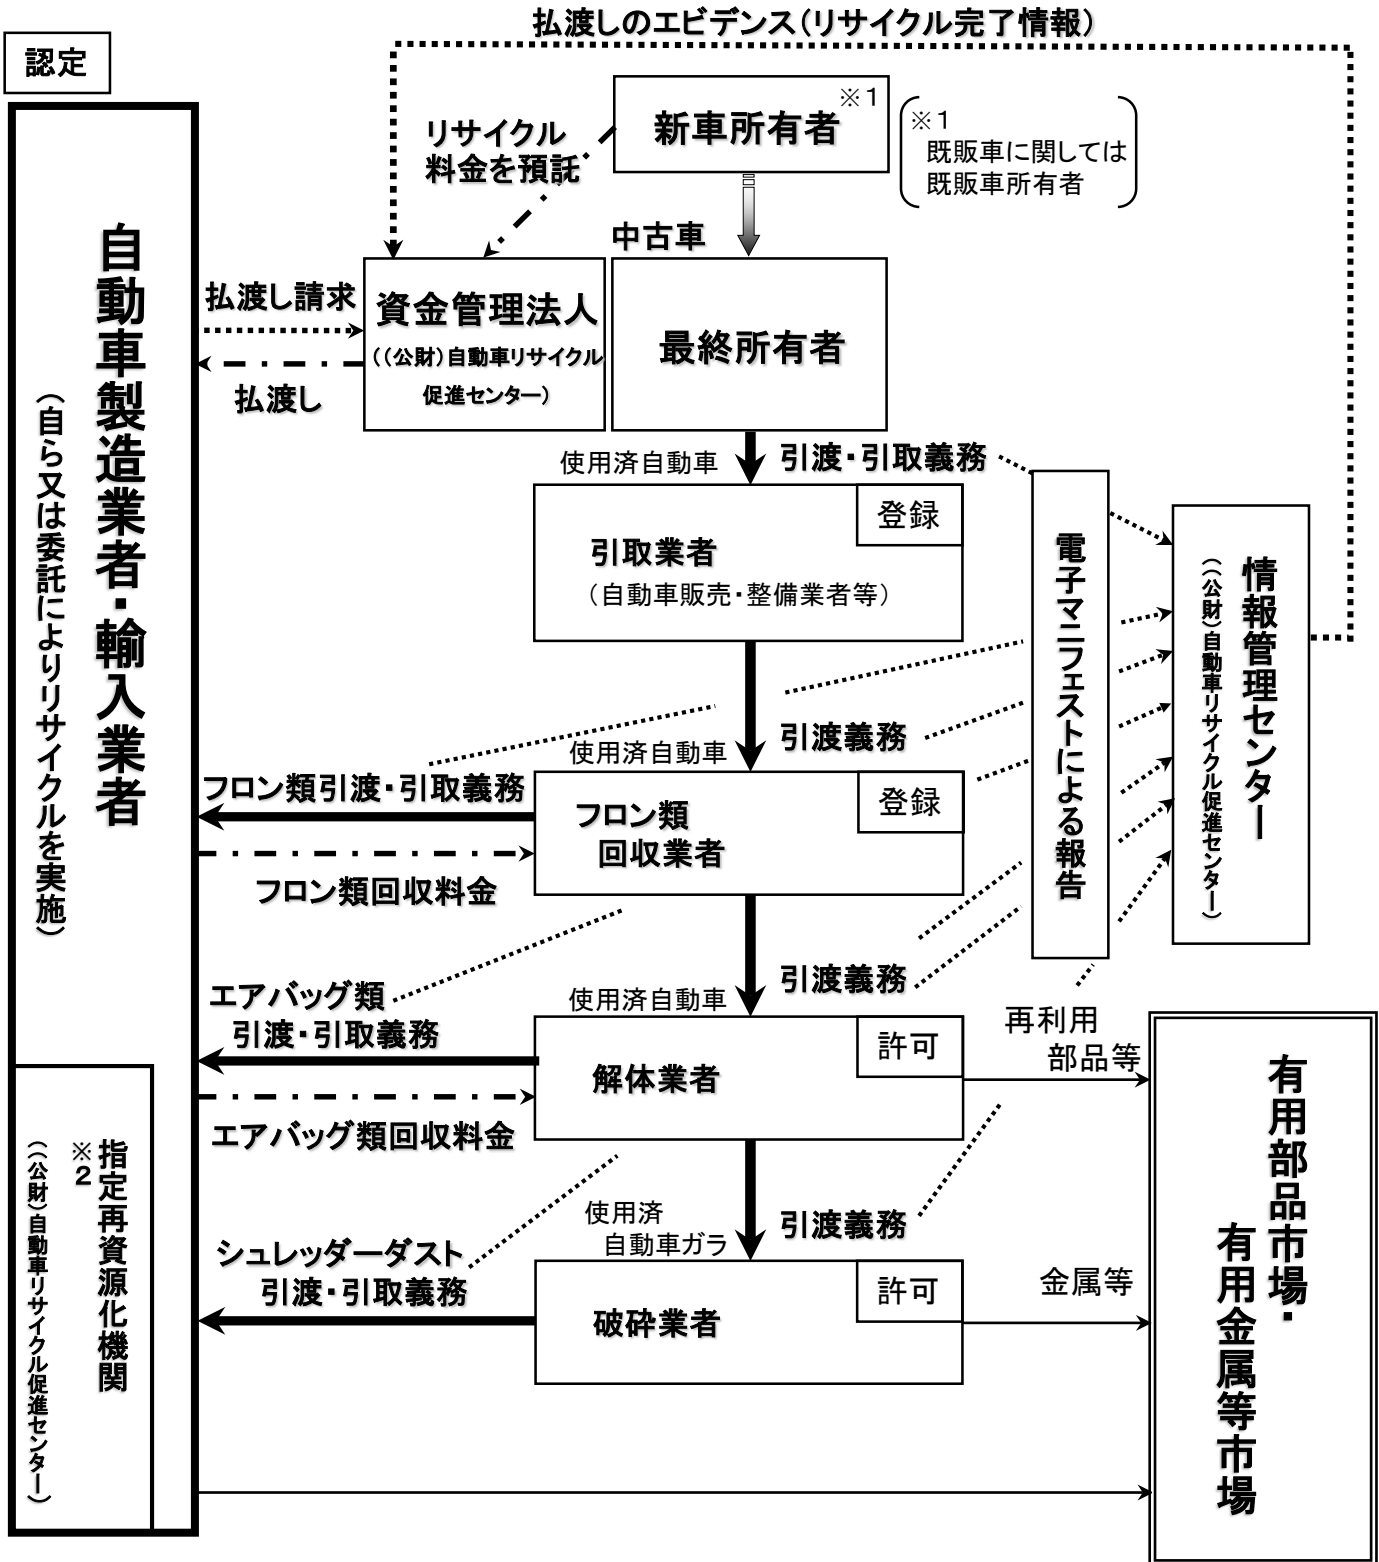 払渡しのエビデンス（リサイクル完了情報）
認定
新車所有者
※１
※１
既販車に関しては
既販車所有者
リサイクル
料金を預託
中古車
自動車製造業者・輸入業者
（自ら又は委託によりリサイクルを実施）
払渡し請求
払渡し
資金管理法人
（（公財）自動車リサイクル
促進センター）
最終所有者
使用済自動車
引渡・引取義務
登録
引取業者
（自動車販売・整備業者等）
電子マニフェストによる報告
情報管理センター
（（公財）自動車リサイクル促進センター）
使用済自動車
引渡義務
フロン類引渡・引取義務
フロン類回収料金
登録
フロン類
回収業者
エアバッグ類
引渡・引取義務
エアバッグ類回収料金
使用済自動車
引渡義務
許可
解体業者
再利用
部品等
有用部品市場・
有用金属等市場
指定再資源化機関
※２
（（公財）自動車リサイクル促進センター）
シュレッダーダスト
引渡・引取義務
使用済
自動車ガラ
引渡義務
許可
破砕業者
金属等